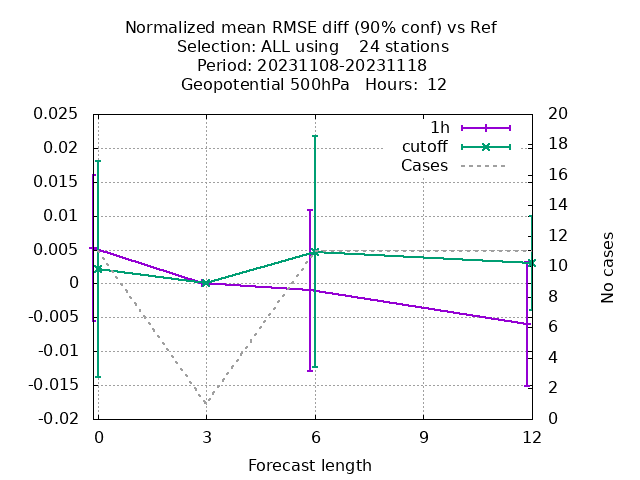 Normalized mean RMSE diff (90% conf) vs Ref
Selection: ALL using    24 stations
Period: 20231108-20231118
Geopotential 500hPa   Hours:  12
0.025
0.02
0.015
0.01
0.005
0
-0.005
-0.01
-0.015
-0.02
20
18
16
14
12
10
8
6
4
2
0
1h
cutoff
Cases
No cases
0
3
6
9
12
Forecast length